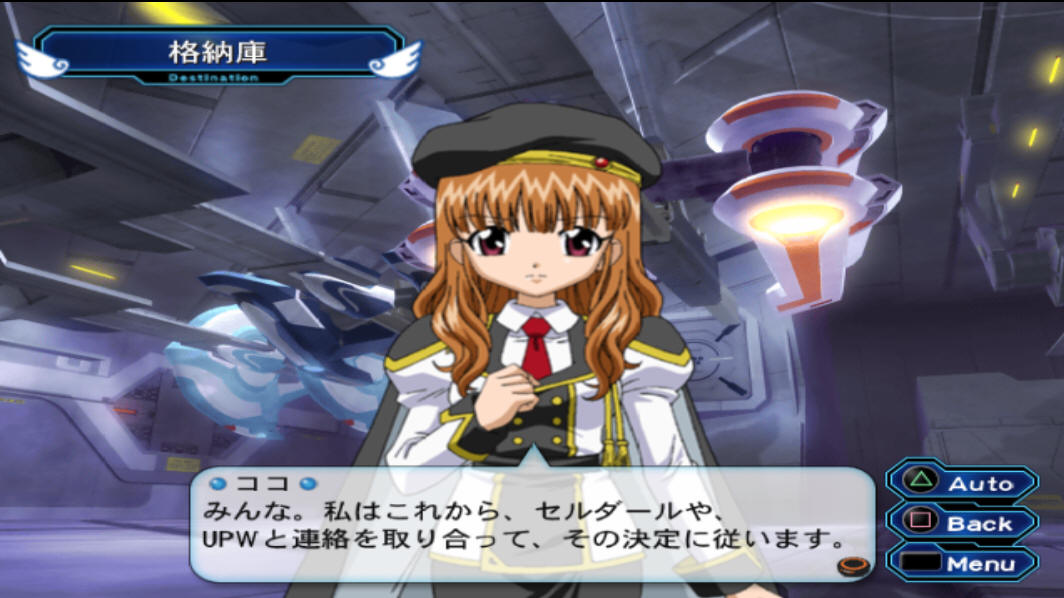 格納庫
Destination
ココ
みんな。私はこれから、セルダールや、
UPWと連絡を取り合って、その決定に従います。
Auto
Back
Menu